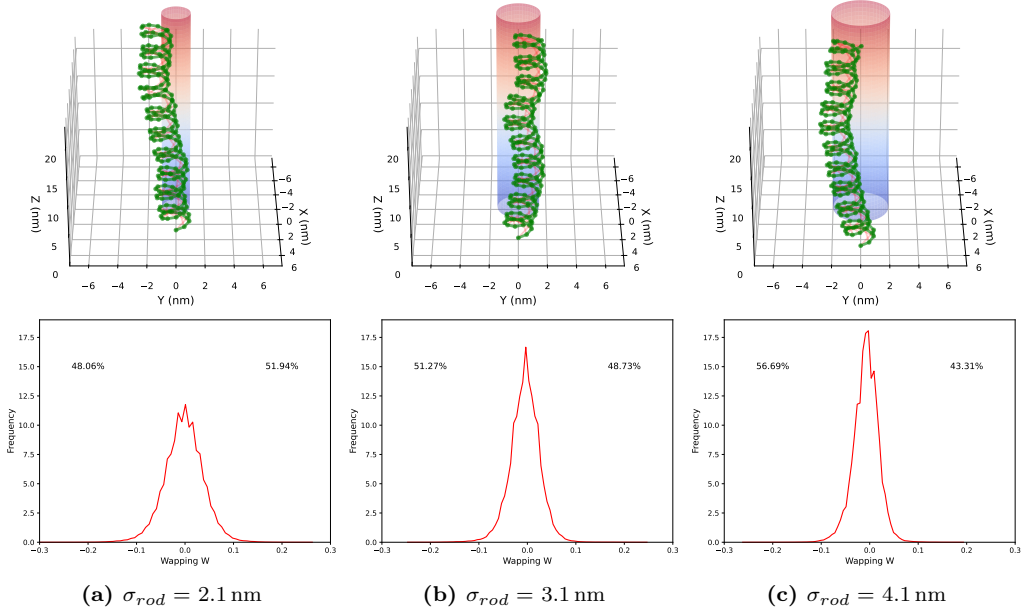 20
15
10
5
0
Z (nm)
−6
−4
−2
0
2
4
6
X (nm)
−6 −4 −2 0 2 4 6
Y (nm)
20
15
10
5
0
Z (nm)
−6
−4
−2
0
2
4
6
X (nm)
−6 −4 −2 0 2 4 6
Y (nm)
20
15
10
5
0
Z (nm)
−6
−4
−2
0
2
4
6
X (nm)
−6 −4 −2 0 2 4 6
Y (nm)
17.5
15.0
12.5
10.0
7.5
5.0
2.5
0.0
Frequency
48.06% 51.94%
−0.3 −0.2 −0.1 0.0 0.1 0.2 0.3
Wapping W
17.5
15.0
12.5
10.0
7.5
5.0
2.5
0.0
Frequency
51.27% 48.73%
−0.3 −0.2 −0.1 0.0 0.1 0.2 0.3
Wapping W
17.5
15.0
12.5
10.0
7.5
5.0
2.5
0.0
Frequency
56.69% 43.31%
−0.3 −0.2 −0.1 0.0 0.1 0.2 0.3
Wapping W
(a) σrod = 2.1 nm
(b) σrod = 3.1 nm
(c) σrod = 4.1 nm